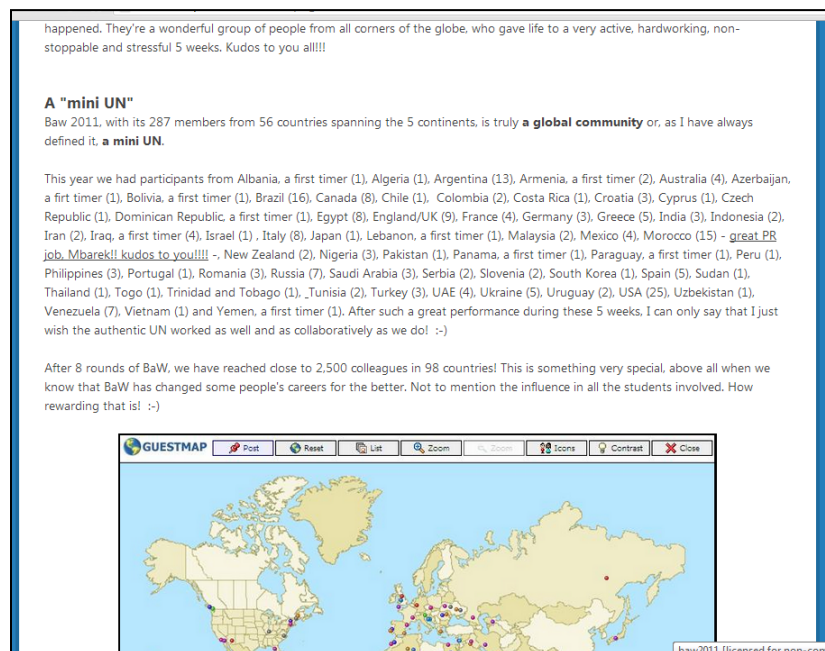 happened. They're a wonderful group of people from all corners of the globe, who gave life to a very active, hardworking, non-
stoppable and stressful 5 weeks. Kudos to you all!!!
A "mini UN"
Baw 2011, with its 287 members from 56 countries spanning the 5 continents, is truly a global community or, as I have always
defined it, a mini UN.
This year we had participants from Albania, a first timer (1), Algeria (1), Argentina (13), Armenia, a first timer (2), Australia (4), Azerbaijan,
a firt timer (1), Bolivia, a first timer (1), Brazil (16), Canada (8), Chile (1), Colombia (2), Costa Rica (1), Croatia (3), Cyprus (1), Czech
Republic (1), Dominican Republic, a first timer (1), Egypt (8), England/UK (9), France (4), Germany (3), Greece (5), India (3), Indonesia (2),
Iran (2), Iraq, a first timer (4), Israel (1) , Italy (8), Japan (1), Lebanon, a first timer (1), Malaysia (2), Mexico (4), Morocco (15) - great PR
job, Mbarek!! kudos to you!!!! -, New Zealand (2), Nigeria (3), Pakistan (1), Panama, a first timer (1), Paraguay, a first timer (1), Peru (1),
Philippines (3), Portugal (1), Romania (3), Russia (7), Saudi Arabia (3), Serbia (2), Slovenia (2), South Korea (1), Spain (5), Sudan (1),
Thailand (1), Togo (1), Trinidad and Tobago (1), _Tunisia (2), Turkey (3), UAE (4), Ukraine (5), Uruguay (2), USA (25), Uzbekistan (1),
Venezuela (7), Vietnam (1) and Yemen, a first timer (1). After such a great performance during these 5 weeks, I can only say that I just
wish the authentic UN worked as well and as collaboratively as we do! :-)
After 8 rounds of BaW, we have reached close to 2,500 colleagues in 98 countries! This is something very special, above all when we
know that BaW has changed some people's careers for the better. Not to mention the influence in all the students involved. How
rewarding that is! :-)
GUESTMAP Post Reset List Zoom Zoom Icons Contrast Close